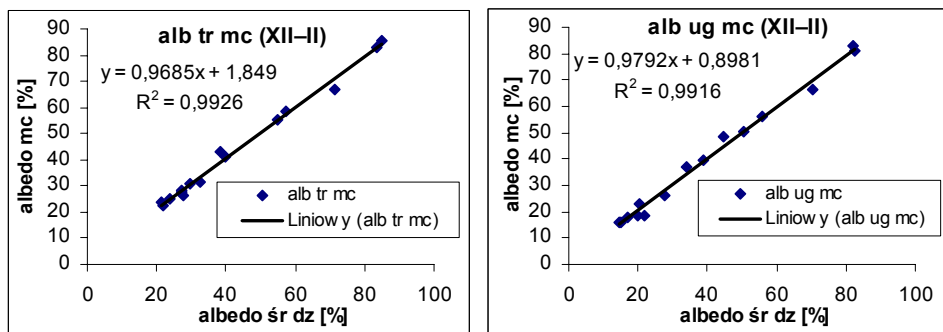 alb tr mc (XII–II)
y = 0,9685x + 1,849
R² = 0,9926
albedo mc [%]
90
80
70
60
50
40
30
20
10
0
alb tr mc
Liniow y (alb tr mc)
0 20 40 60 80 100
albedo śr dz [%]
alb ug mc (XII–II)
y = 0,9792x + 0,8981
R² = 0,9916
albedo mc [%]
90
80
70
60
50
40
30
20
10
0
alb ug mc
Liniow y (alb ug mc)
0 20 40 60 80 100
albedo śr dz [%]